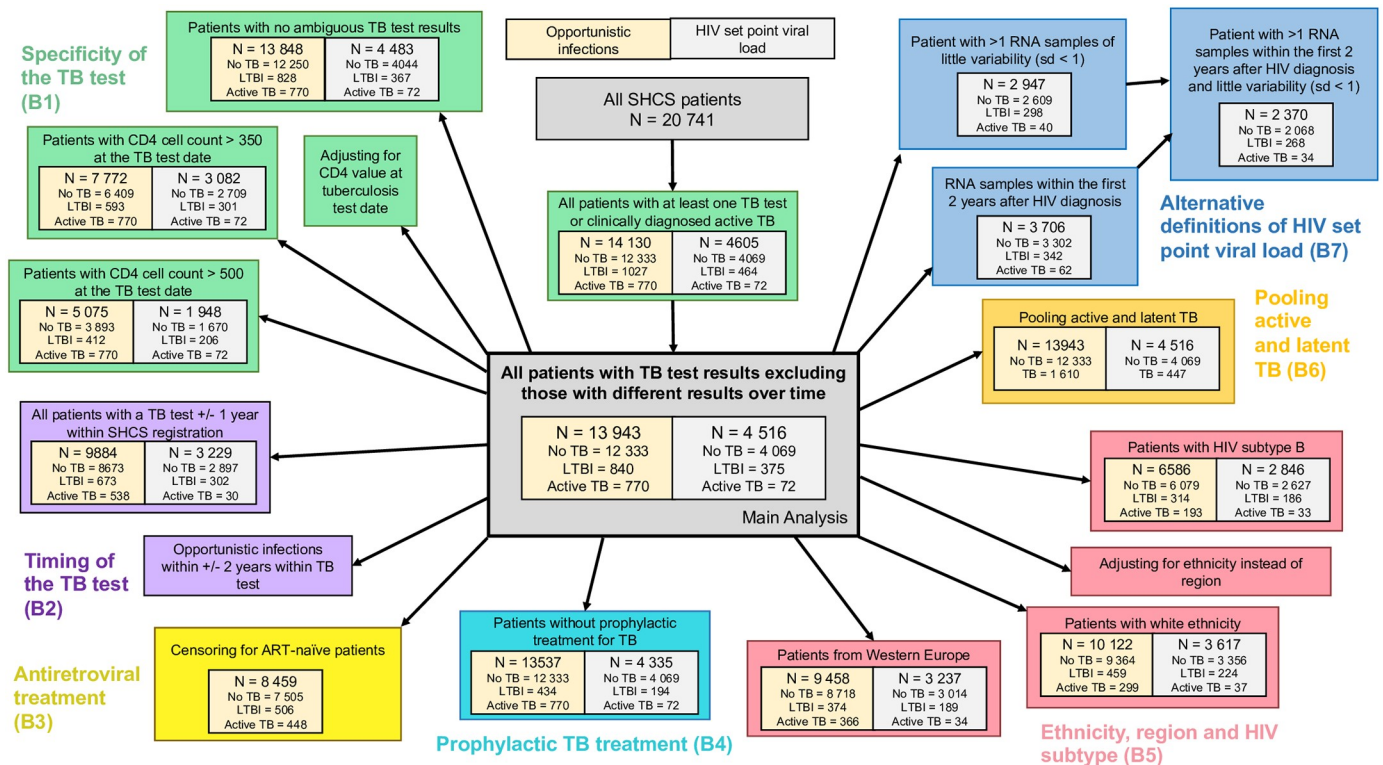 Specificity of
the TB test
(B1)
Patients with no ambiguous TB test results
N = 13 848
No TB = 12 250
LTBI = 828
Active TB = 770
N = 4 483
No TB = 4044
LTBI = 367
Active TB = 72
Opportunistic
infections
HIV set point viral
load
All SHCS patients
N = 20 741
Patient with >1 RNA samples of
little variability (sd < 1)
N = 2 947
No TB = 2 609
LTBI = 298
Active TB = 40
Patient with >1 RNA
samples within the first 2
years after HIV diagnosis
and little variability (sd < 1)
N = 2 370
No TB = 2 068
LTBI = 268
Active TB = 34
Patients with CD4 cell count > 350
at the TB test date
N = 7 772
No TB = 6 409
LTBI = 593
Active TB = 770
N = 3 082
No TB = 2 709
LTBI = 301
Active TB = 72
Adjusting for
CD4 value at
tuberculosis
test date
All patients with at least one TB test
or clinically diagnosed active TB
N = 14 130
No TB = 12 333
LTBI = 1027
Active TB = 770
N = 4605
No TB = 4069
LTBI = 464
Active TB = 72
RNA samples within the first
2 years after HIV diagnosis
N = 3 706
No TB = 3 302
LTBI = 342
Active TB = 62
Alternative
definitions of HIV set
point viral load (B7)
Patients with CD4 cell count > 500
at the TB test date
N = 5 075
No TB = 3 893
LTBI = 412
Active TB = 770
N = 1 948
No TB = 1 670
LTBI = 206
Active TB = 72
Pooling active and latent TB
N = 13943
No TB = 12 333
TB = 1 610
N = 4 516
No TB = 4 069
TB = 447
Pooling
active
and latent
TB (B6)
All patients with TB test results excluding
those with different results over time
N = 13 943
No TB = 12 333
LTBI = 840
Active TB = 770
N = 4 516
No TB = 4 069
LTBI = 375
Active TB = 72
Main Analysis
All patients with a TB test +/- 1 year
within SHCS registration
N = 9884
No TB = 8673
LTBI = 673
Active TB = 538
N = 3 229
No TB = 2 897
LTBI = 302
Active TB = 30
Patients with HIV subtype B
N = 6586
No TB = 6 079
LTBI = 314
Active TB = 193
N = 2 846
No TB = 2 627
LTBI = 186
Active TB = 33
Timing of
the TB test
(B2)
Opportunistic infections
within +/- 2 years within TB
test
Adjusting for ethnicity instead of
region
Antiretroviral
treatment
(B3)
Censoring for ART-naïve patients
N = 8 459
No TB = 7 505
LTBI = 506
Active TB = 448
Patients without prophylactic
treatment for TB
N = 13537
No TB = 12 333
LTBI = 434
Active TB = 770
N = 4 335
No TB = 4 069
LTBI = 194
Active TB = 72
Prophylactic TB treatment (B4)
Patients from Western Europe
N = 9 458
No TB = 8 718
LTBI = 374
Active TB = 366
N = 3 237
No TB = 3 014
LTBI = 189
Active TB = 34
Patients with white ethnicity
N = 10 122
No TB = 9 364
LTBI = 459
Active TB = 299
N = 3 617
No TB = 3 356
LTBI = 224
Active TB = 37
Ethnicity, region and HIV
subtype (B5)